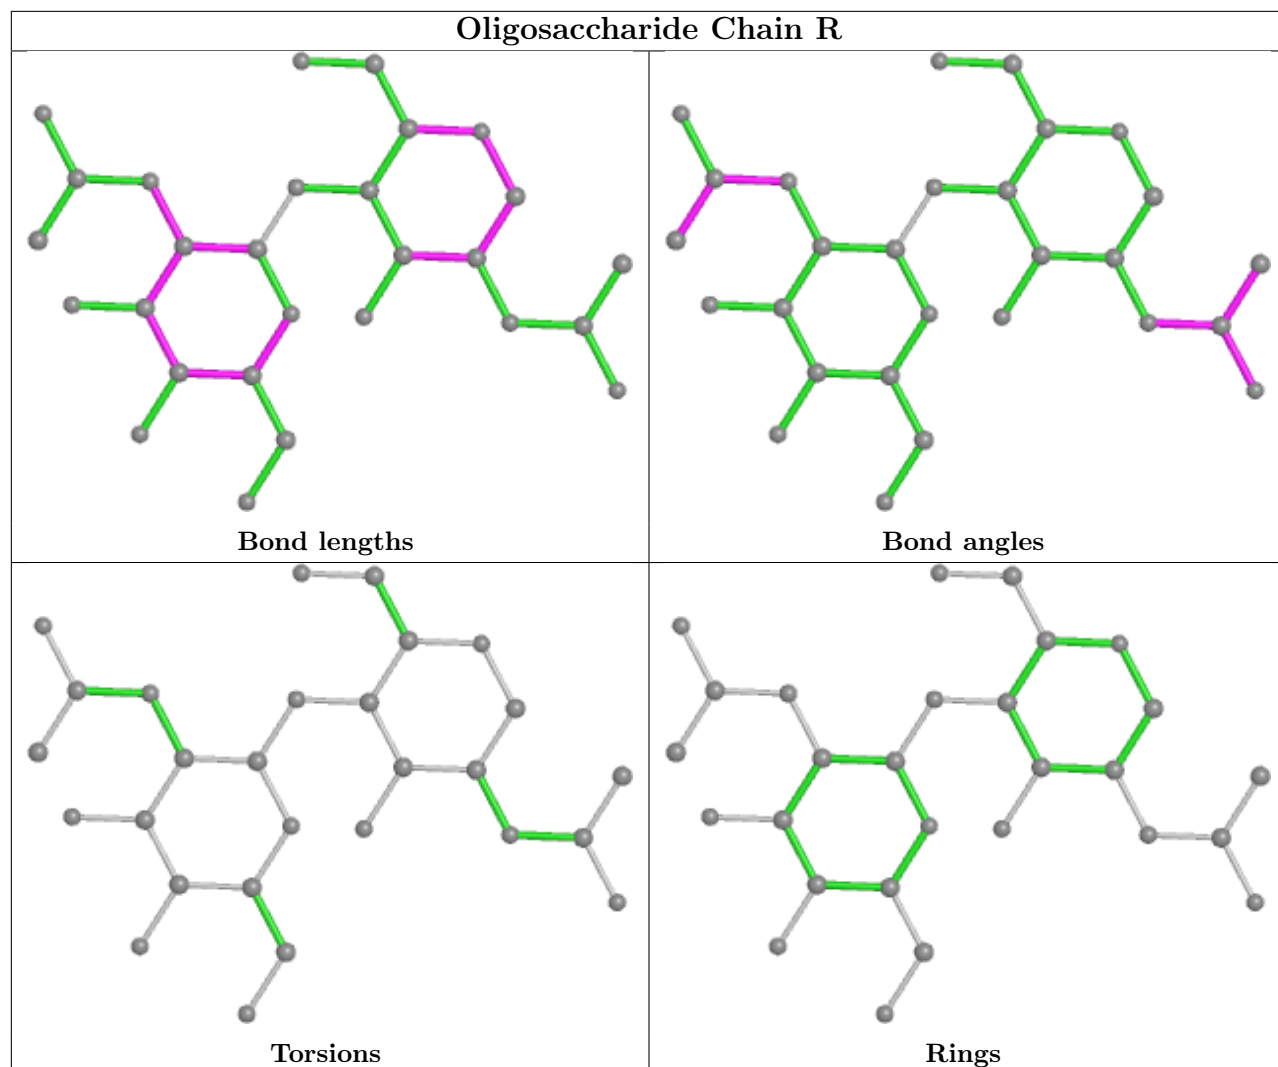 Oligosaccharide Chain R
Bond lengths
Bond angles
Torsions
Rings